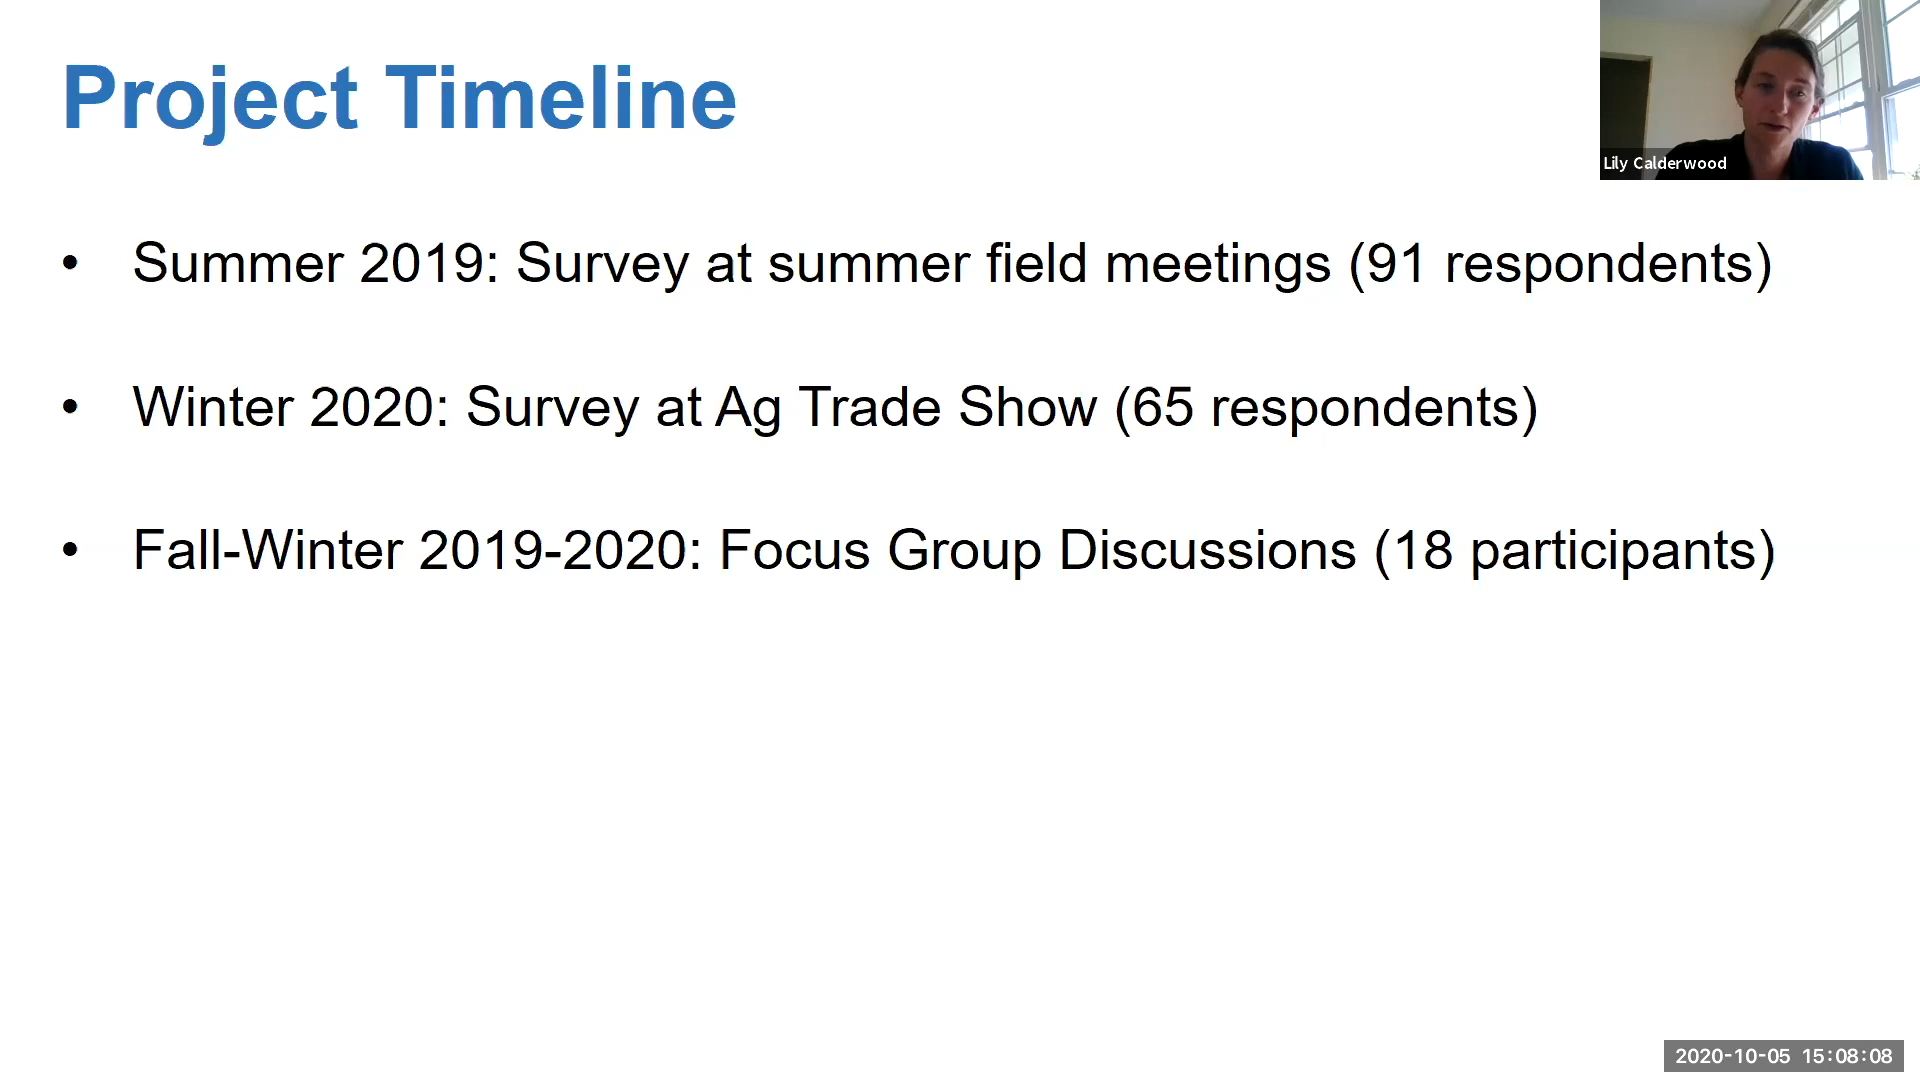 Project Timeline
Lily Calderwood
• Summer 2019: Survey at summer field meetings (91 respondents)
• Winter 2020: Survey at Ag Trade Show (65 respondents)
• Fall-Winter 2019-2020: Focus Group Discussions (18 participants)
2020-10-05 15:08:08